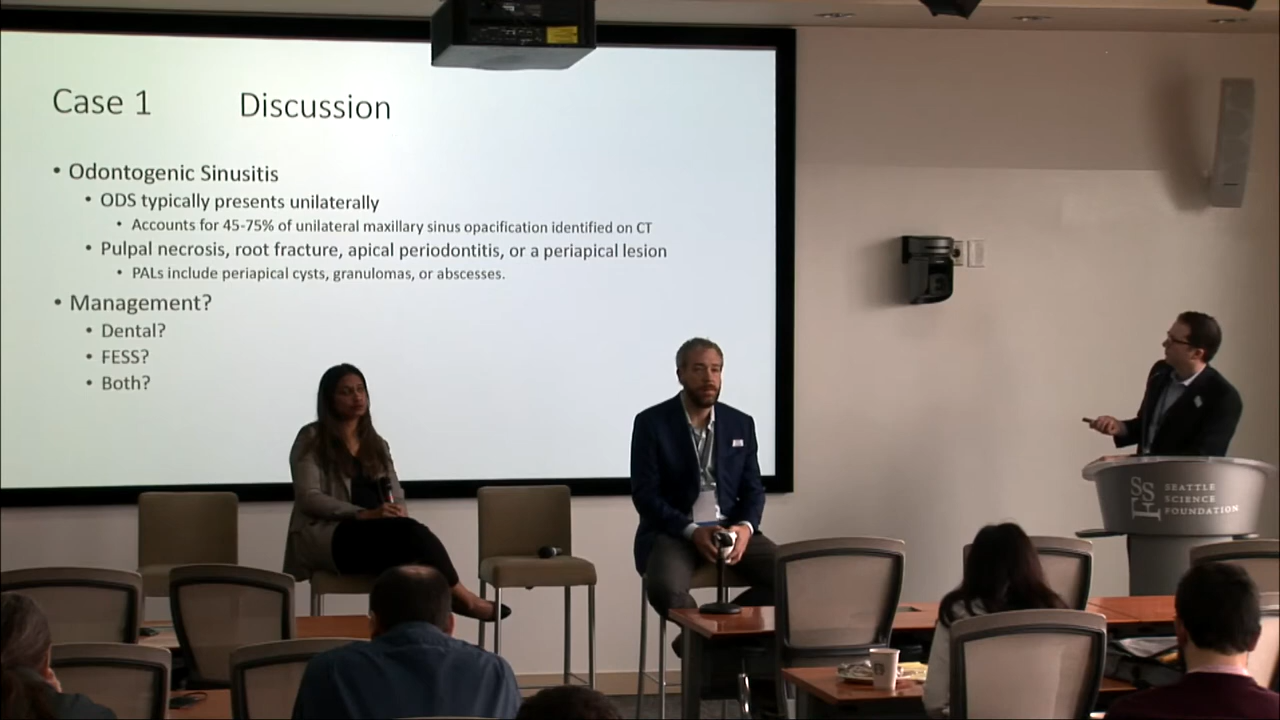 Case 1 Discussion
• Odontogenic Sinusitis
• ODS typically presents unilaterally
• Accounts for 45-75% of unilateral maxillary sinus opacification identified on CT
• Pulpal necrosis, root fracture, apical periodontitis, or a periapical lesion
• PALs include periapical cysts, granulomas, or abscesses.
• Management?
• Dental?
• FESS?
• Both?
SSF
SEATTLE
SCIENCE
FOUNDATION